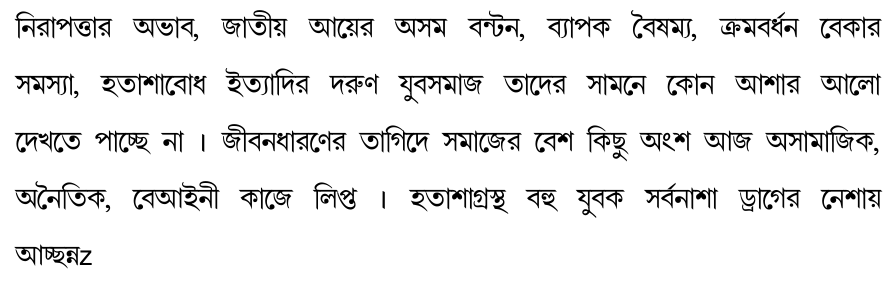 নিরাপত্তার অভাব, জাতীয় আয়ের অসম বন্টন, ব্যাপক বৈষম্য, ক্রমবর্ধন বেকার
সমস্যা, হতাশাবোধ ইত্যাদির দরুণ যুবসমাজ তাদের সামনে কোন আশার আলো
দেখতে পাচ্ছে না । জীবনধারণের তাগিদে সমাজের বেশ কিছু অংশ আজ অসামাজিক,
অনৈতিক, বেআইনী কাজে লিপ্ত । হতাশাগ্রস্থ বহু যুবক সর্বনাশা ড্রাগের নেশায়
আচ্ছন্নz